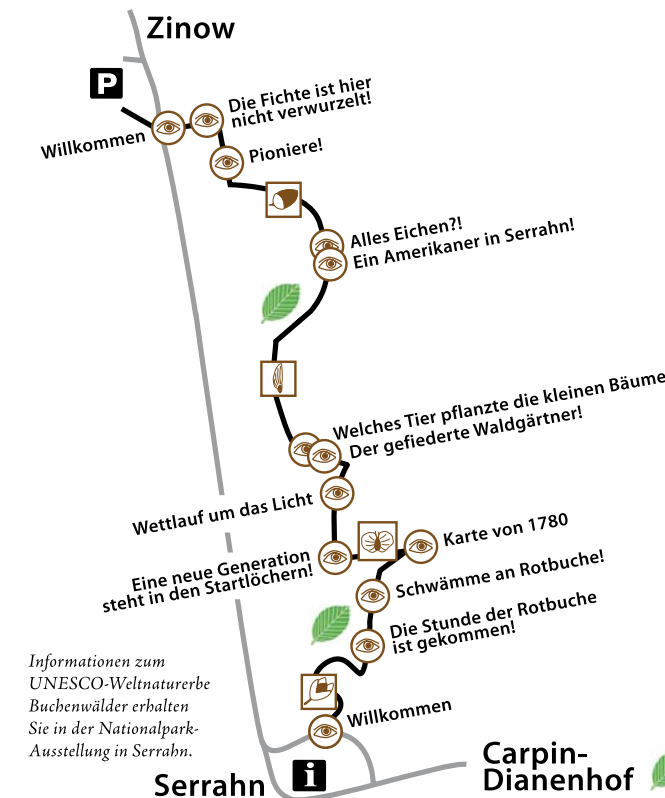 Zinow
P
Die Fichte ist hier
nicht verwurzelt!
Willkommen
Pioniere!
Alles Eichen?!
Ein Amerikaner in Serrahn!
Welches Tier pflanzte die kleinen Bäume
Der gefiederte Waldgärtner!
Wettlauf um das Licht
Karte von 1780
Eine neue Generation
steht in den Startlöchern!
Schwämme an Rotbuche!
Die Stunde der Rotbuche
ist gekommen!
Informationen zum
UNESCO-Weltnaturerbe
Buchenwälder erhalten
Sie in der Nationalpark-
Ausstellung in Serrahn.
Willkommen
Carpin-
Dianenhof
Serrahn
i